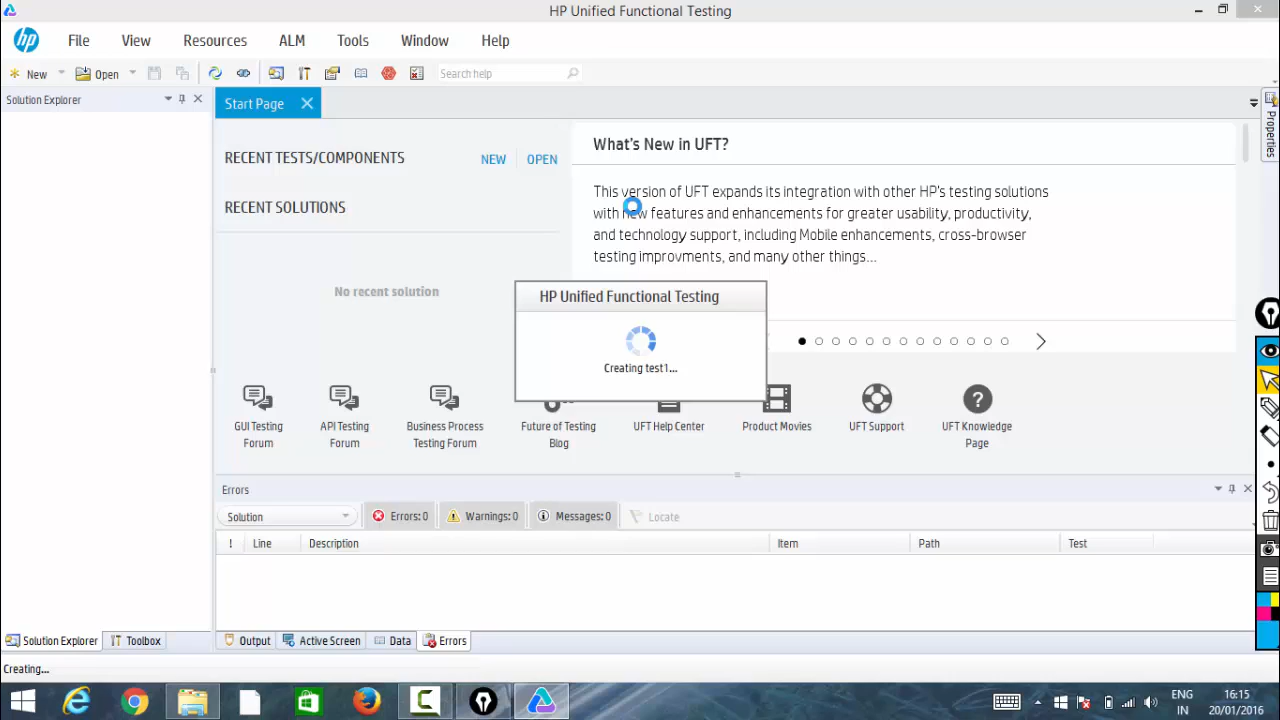 HP Unified Functional Testing
hp File View Resources ALM Tools Window Help
New Open Search help
Solution Explorer
Start Page
Properties
RECENT TESTS/COMPONENTS NEW OPEN
RECENT SOLUTIONS
No recent solution
What's New in UFT?
This version of UFT expands its integration with other HP's testing solutions
with new features and enhancements for greater usability, productivity,
and technology support, including Mobile enhancements, cross-browser
testing improvments, and many other things...
HP Unified Functional Testing
Creating test1...
GUI Testing
Forum
API Testing
Forum
Business Process
Testing Forum
Future of Testing
Blog
UFT Help Center
Product Movies
UFT Support
UFT Knowledge
Page
Errors
Solution Errors: 0 Warnings: 0 Messages: 0 Locate
! Line Description Item Path Test
Solution Explorer Toolbox Output Active Screen Data Errors
Creating...
ENG
IN
16:15
20/01/2016